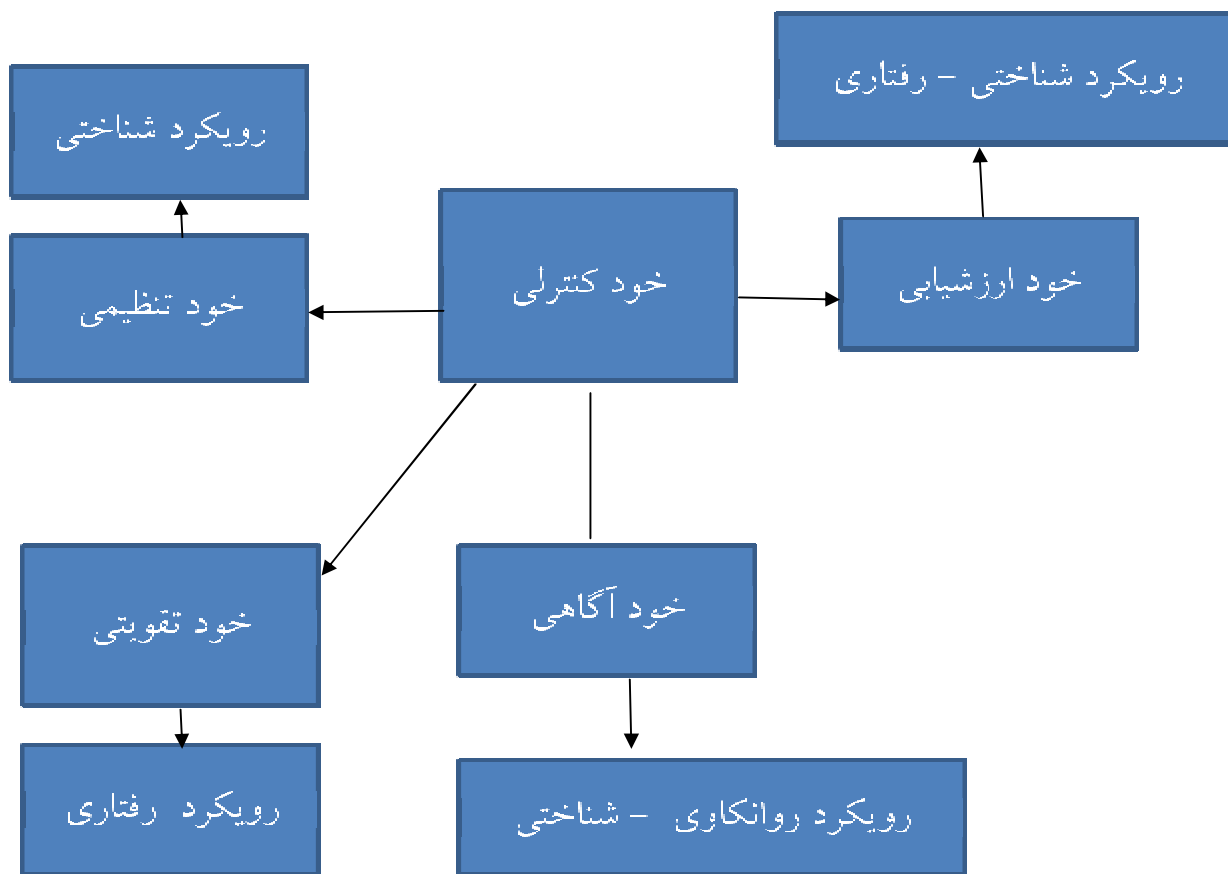 رویکرد شناختی – رفتاری
رویکرد شناختی
خود کنترلی
خود ارزشیابی
خود تنظیمی
خود آگاهی
خود تقویتی
رویکرد روانکاوی – شناختی
رویکرد رفتاری